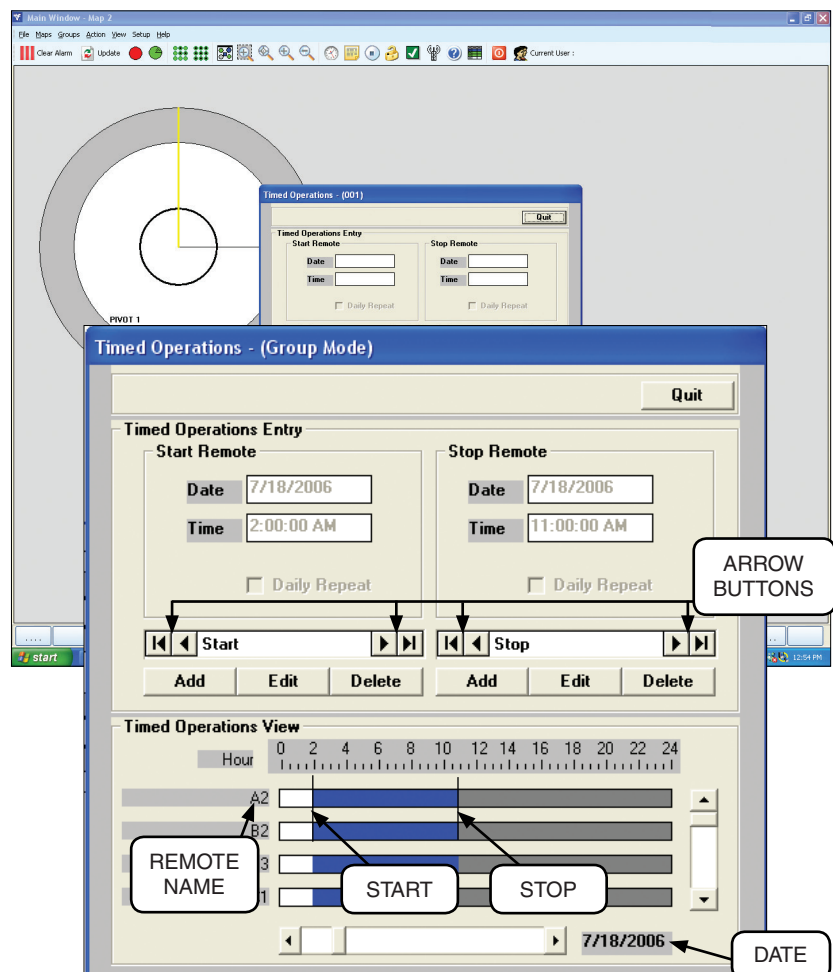 Main Window - Map 2
File Maps Groups Action View Setup Help
Clear Alarm Update Current User :
Timed Operations - (001)
Quit
Timed Operations Entry
Start Remote Stop Remote
Date Date
Time Time
Daily Repeat Daily Repeat
PIVOT 1
Timed Operations - (Group Mode)
Quit
Timed Operations Entry
Start Remote Stop Remote
Date 7/18/2006 Date 7/18/2006
Time 2:00:00 AM Time 11:00:00 AM
ARROW
BUTTONS
Daily Repeat Daily Repeat
.... ..
Start Stop
start 12:54 PM
Add Edit Delete Add Edit Delete
Timed Operations View
Hour 0 2 4 6 8 10 12 14 16 18 20 22 24
A2
B2
REMOTE
NAME
3
1
START STOP
7/18/2006
DATE